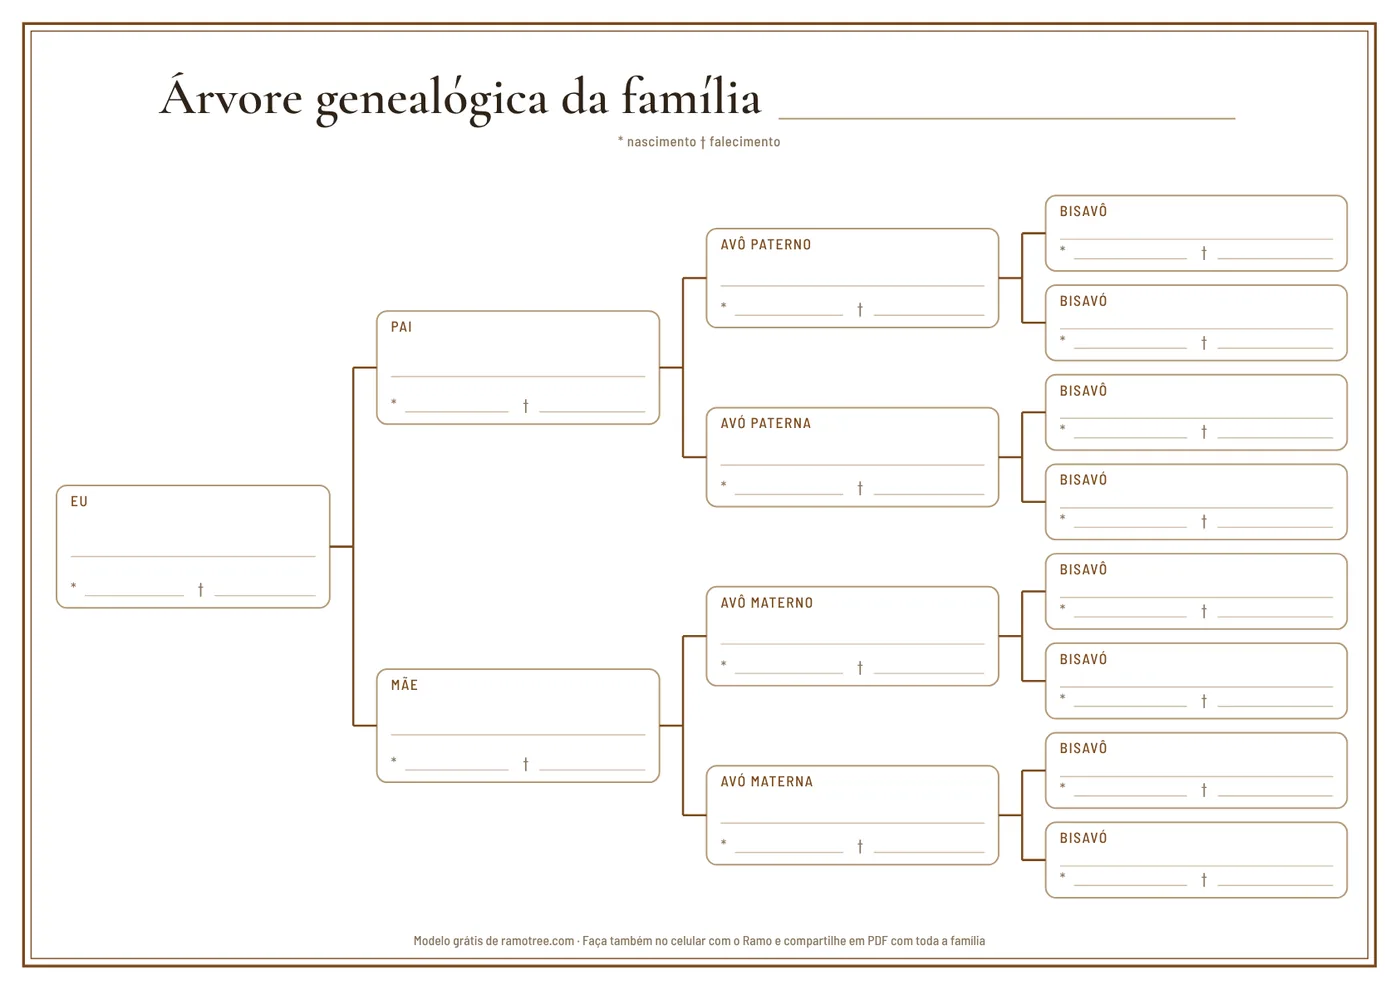 Árvore genealógica da família
* nascimento † falecimento
EU
* †
PAI
* †
MÃE
* †
AVÔ PATERNO
* †
AVÓ PATERNA
* †
AVÔ MATERNO
* †
AVÓ MATERNA
* †
BISAVÔ
* †
BISAVÓ
* †
BISAVÔ
* †
BISAVÓ
* †
BISAVÔ
* †
BISAVÓ
* †
BISAVÔ
* †
BISAVÓ
* †
Modelo grátis de ramotree.com · Faça também no celular com o Ramo e compartilhe em PDF com toda a família